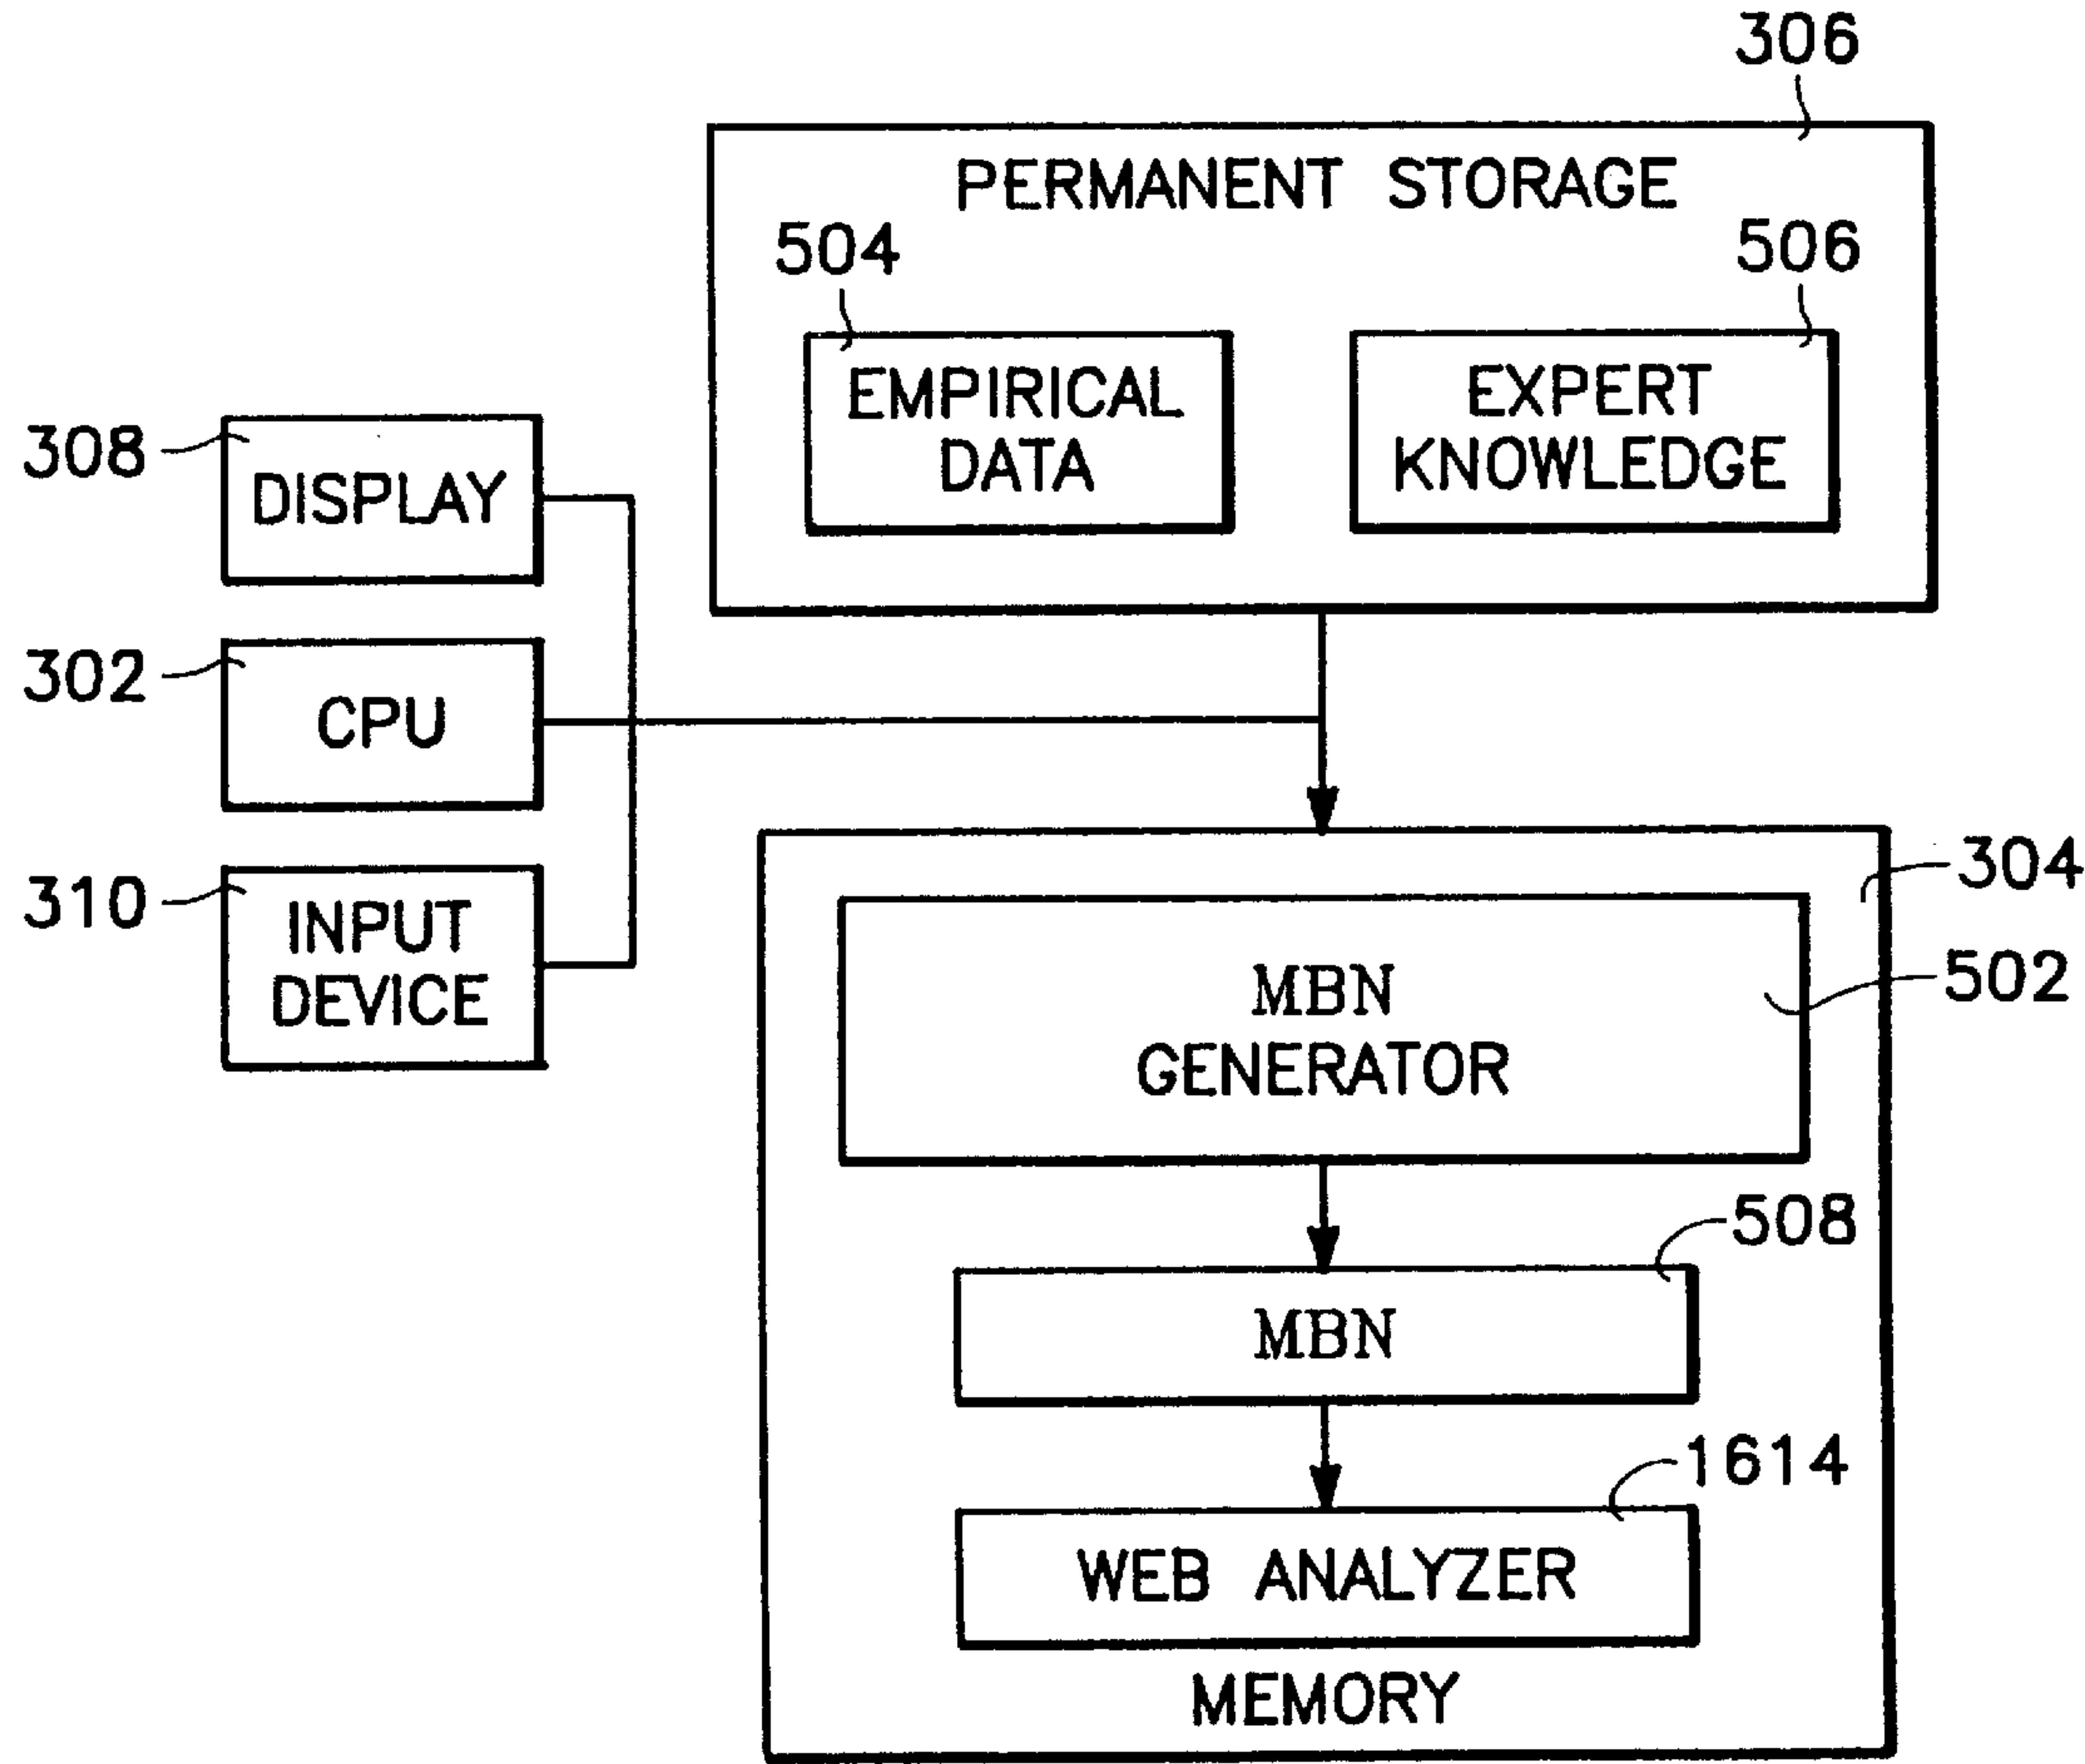 306
PERMANENT STORAGE
504
506
EMPIRICAL
DATA
EXPERT
KNOWLEDGE
308
DISPLAY
302
CPU
310
INPUT
DEVICE
304
MBN
GENERATOR
502
508
MBN
1614
WEB ANALYZER
MEMORY